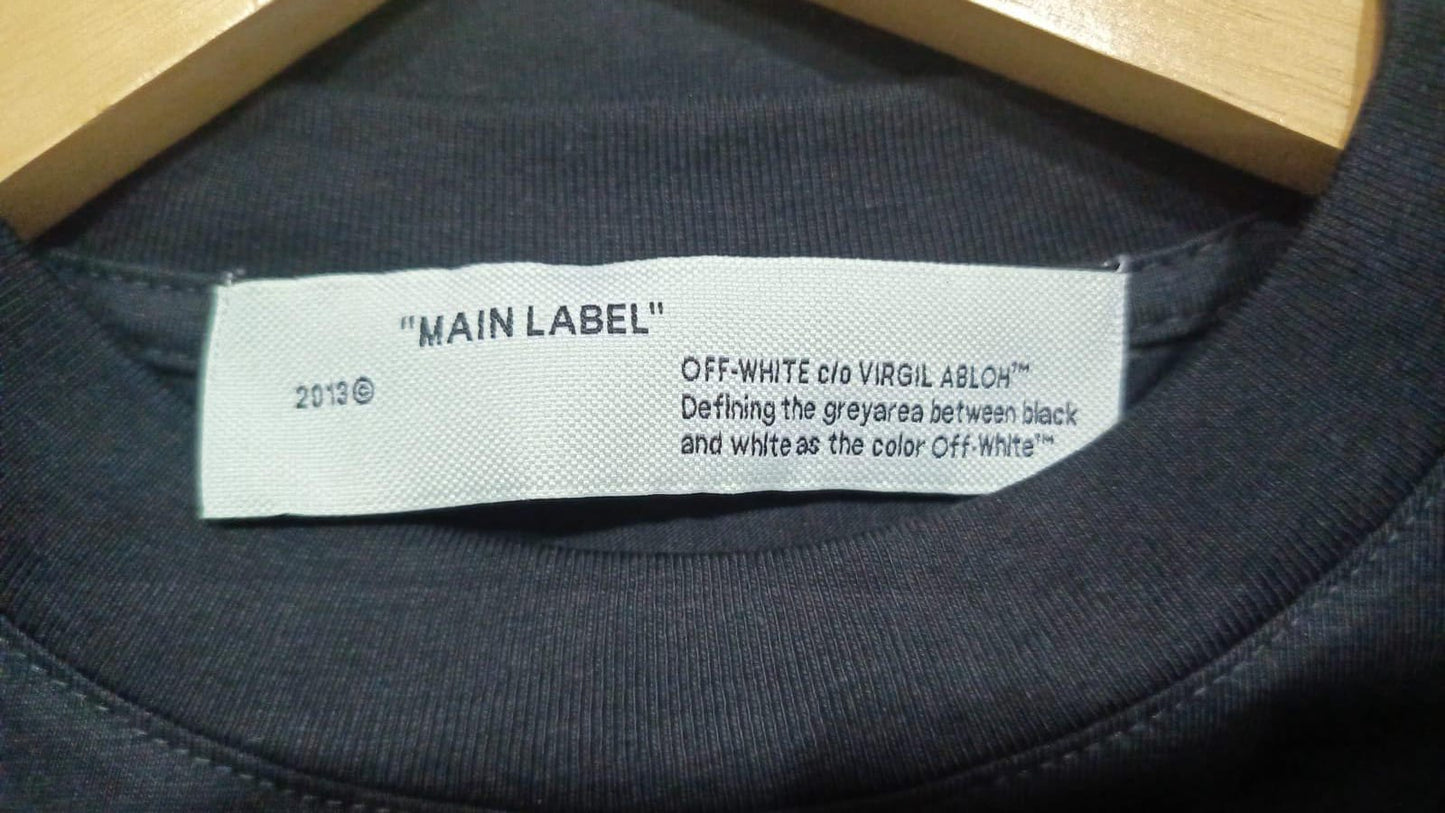 "MAIN LABEL"
2013©
OFF-WHITE c/o VIRGIL ABLOH™
Defining the greyarea between black
and white as the color Off-White™